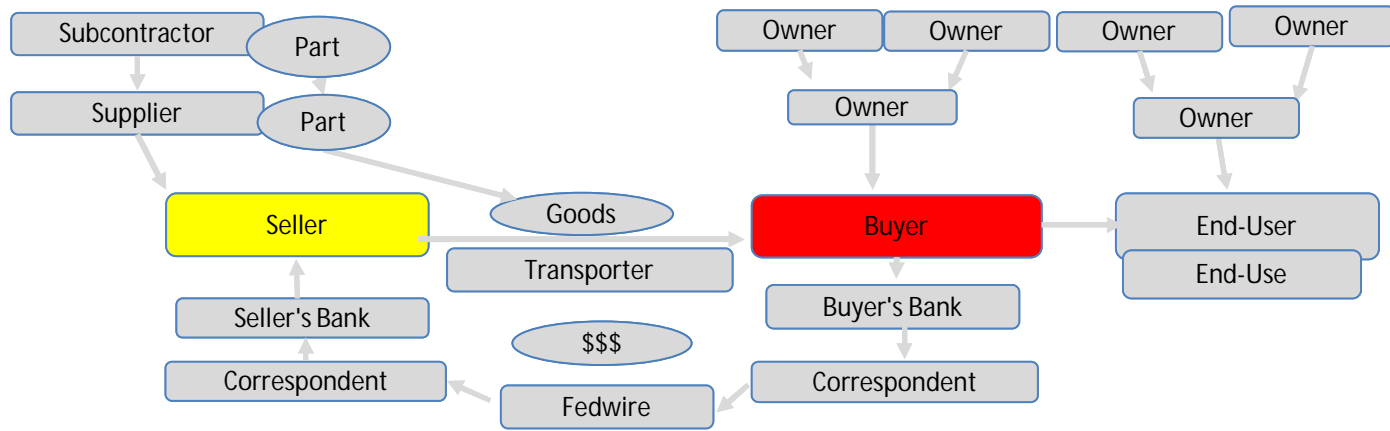 Subcontractor
Part
Owner
Owner
Owner
Owner
Supplier
Part
Owner
Owner
Seller
Goods
Buyer
End-User
Transporter
End-Use
Seller's Bank
$$$
Buyer's Bank
Correspondent
Fedwire
Correspondent